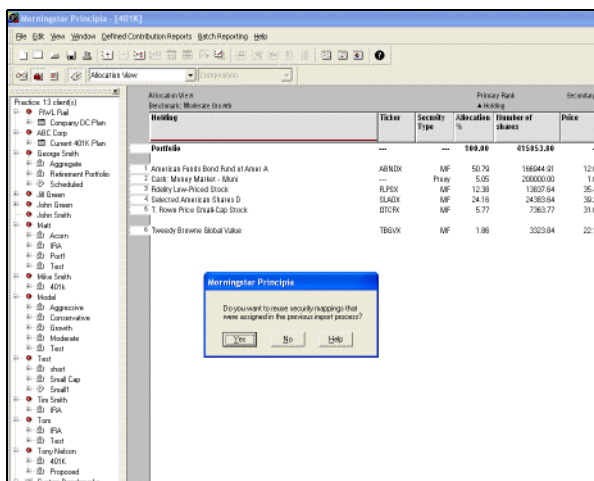 Morningstar Principia - [401K]
File Edit View Window Defined Contribution Reports Batch Reporting Help
Allocation View
Comparison
Practice: 13 client(s)
RWL Rail
Company DC Plan
ABC Corp
Current 401K Plan
George Smith
Aggregate
Retirement Portfolio
Scheduled
Jill Green
John Green
John Smith
Matt
Acorn
IRA
Port1
Test
Mike Smith
401k
Model
Aggressive
Conservative
Growth
Moderate
Test
Test
short
Small Cap
Small1
Tim Smith
IRA
Tom
IRA
Test
Tony Nelson
401K
Proposed
Allocation View Primary Rank Secondary
Benchmark: Moderate Growth ▲ Holding
Holding Ticker Security Type Allocation % Number of shares Price
Portfolio --- --- 100.00 415853.80
1 American Funds Bond Fund of Amer A ABNDX MF 50.79 166944.91
2 Cash: Money Market - Muni --- Proxy 5.05 200000.00
3 Fidelity Low-Priced Stock FLPSX MF 12.38 13837.64
4 Selected American Shares D SLADX MF 24.16 24383.64
5 T. Rowe Price Small-Cap Stock OTCFX MF 5.77 7363.77
6 Tweedy Browne Global Value TBGVX MF 1.86 3323.84
Morningstar Principia
Do you want to reuse security mappings that
were assigned in the previous import process?
Yes No Help